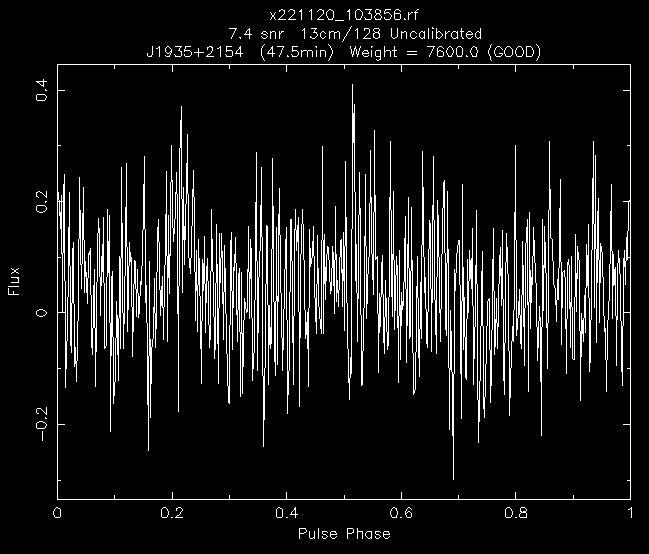 x221120_103856.rf
7.4 snr 13cm/128 Uncalibrated
J1935+2154 (47.5min) Weight = 7600.0 (GOOD)
0.4
0.2
0
−0.2
Flux
0 0.2 0.4 0.6 0.8 1
Pulse Phase